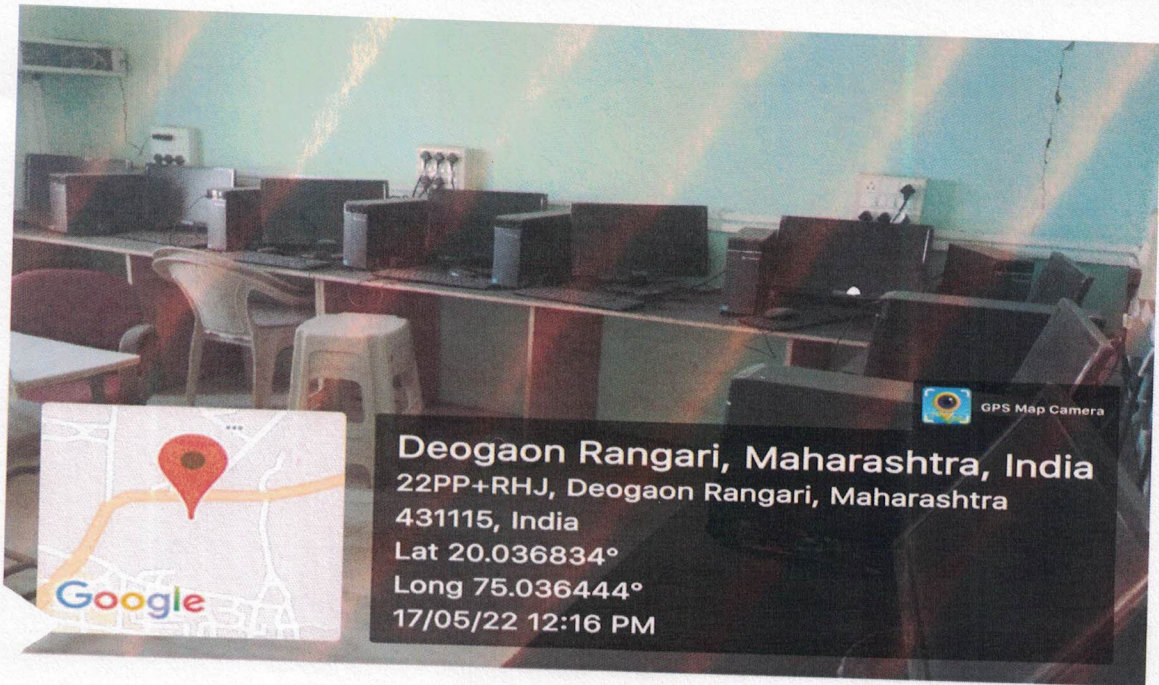 GPS Map Camera
Deogaon Rangari, Maharashtra, India
22PP+RHJ, Deogaon Rangari, Maharashtra
431115, India
Lat 20.036834°
Long 75.036444°
17/05/22 12:16 PM
Google